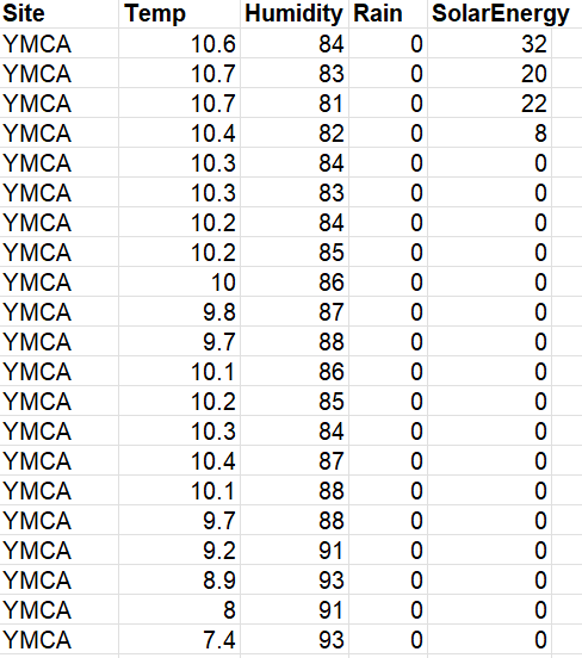 Site Temp Humidity Rain SolarEnergy
YMCA 10.6 84 0 32
YMCA 10.7 83 0 20
YMCA 10.7 81 0 22
YMCA 10.4 82 0 8
YMCA 10.3 84 0 0
YMCA 10.3 83 0 0
YMCA 10.2 84 0 0
YMCA 10.2 85 0 0
YMCA 10 86 0 0
YMCA 9.8 87 0 0
YMCA 9.7 88 0 0
YMCA 10.1 86 0 0
YMCA 10.2 85 0 0
YMCA 10.3 84 0 0
YMCA 10.4 87 0 0
YMCA 10.1 88 0 0
YMCA 9.7 88 0 0
YMCA 9.2 91 0 0
YMCA 8.9 93 0 0
YMCA 8 91 0 0
YMCA 7.4 93 0 0